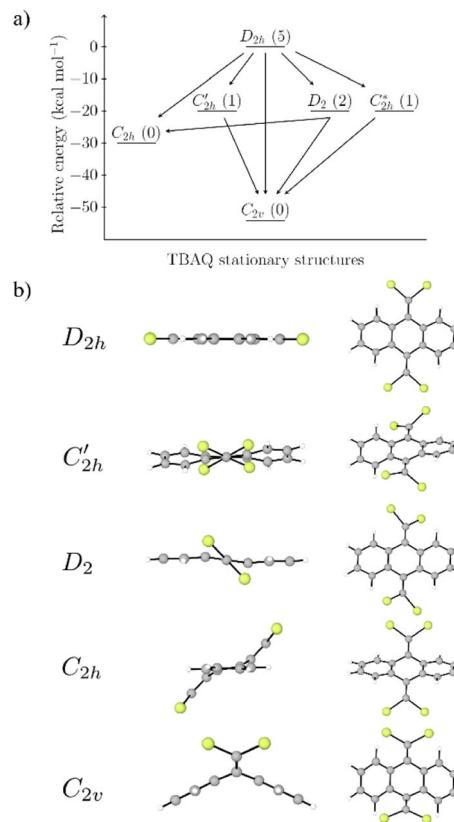 a)
Relative energy (kcal mol⁻¹)
0
−10
−20
−30
−40
−50
D₂ₕ (5)
C′₂ₕ (1)
D₂ (2)
C*₂ₕ (1)
C₂ₕ (0)
C₂ᵥ (0)
TBAQ stationary structures
b)
D₂ₕ
C′₂ₕ
D₂
C₂ₕ
C₂ᵥ